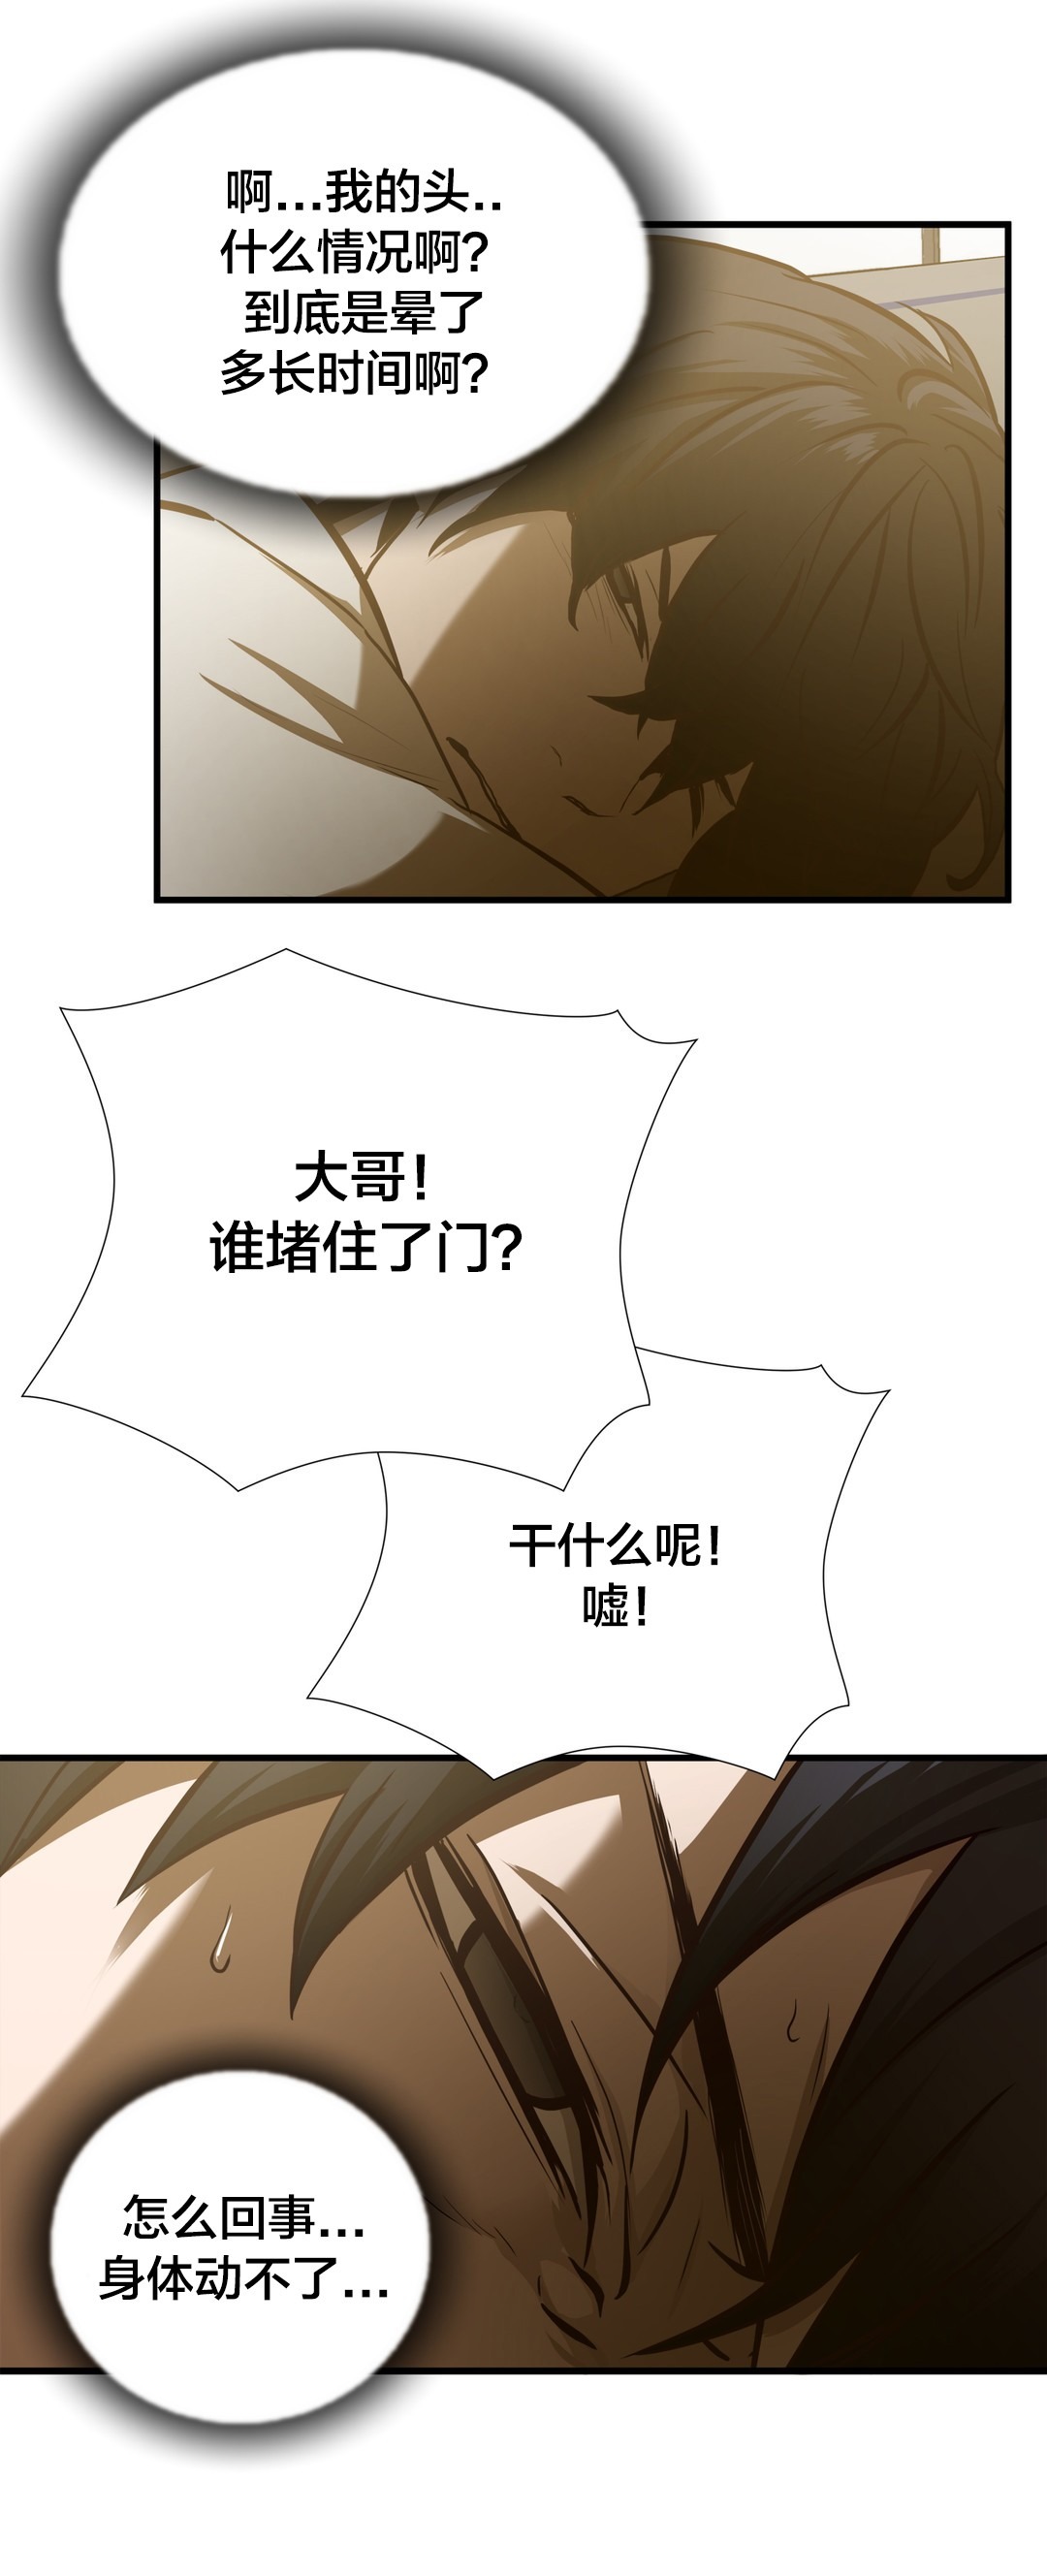 啊...我的头..
什么情况啊?
到底是晕了
多长时间啊?
大哥!
谁堵住了门?
干什么呢!
嘘!
怎么回事...
身体动不了...